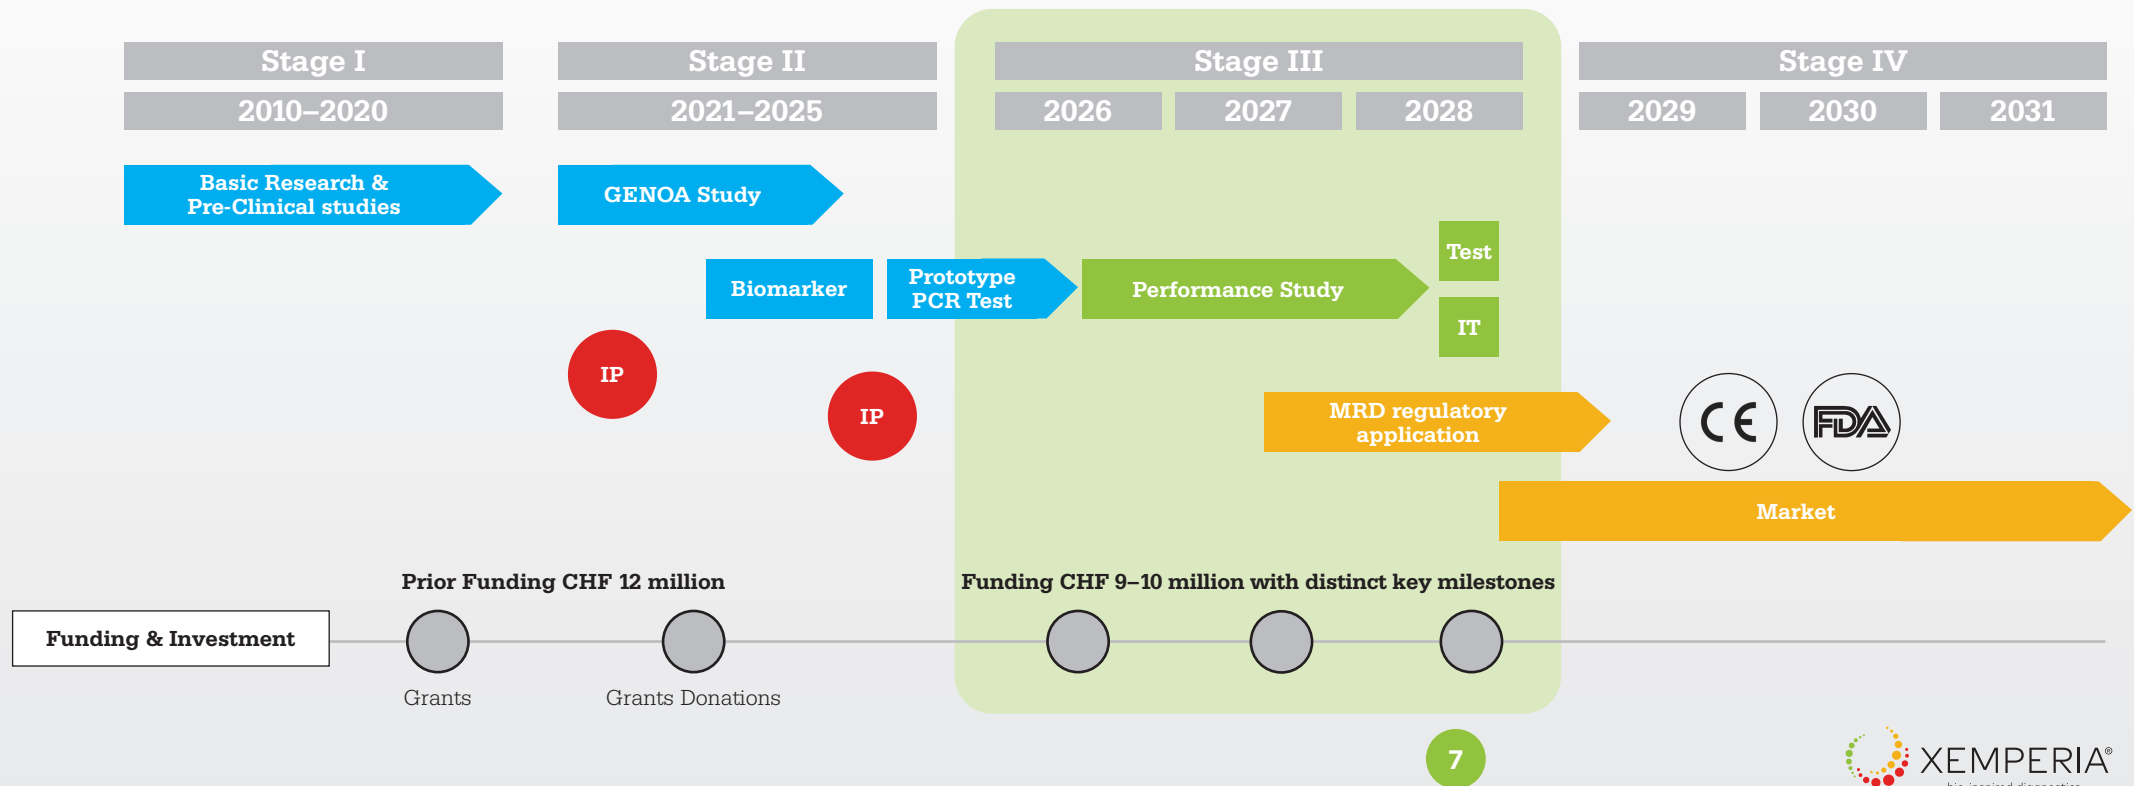 Stage I
Stage II
Stage III
Stage IV
2010–2020
2021–2025
2026
2027
2028
2029
2030
2031
Basic Research &
Pre-Clinical studies
GENOA Study
Biomarker
Prototype
PCR Test
Performance Study
Test
IT
IP
IP
MRD regulatory
application
CE
FDA
Market
Prior Funding CHF 12 million
Funding CHF 9–10 million with distinct key milestones
Funding & Investment
Grants
Grants Donations
7
XEMPERIA®
bio-inspired diagnostics